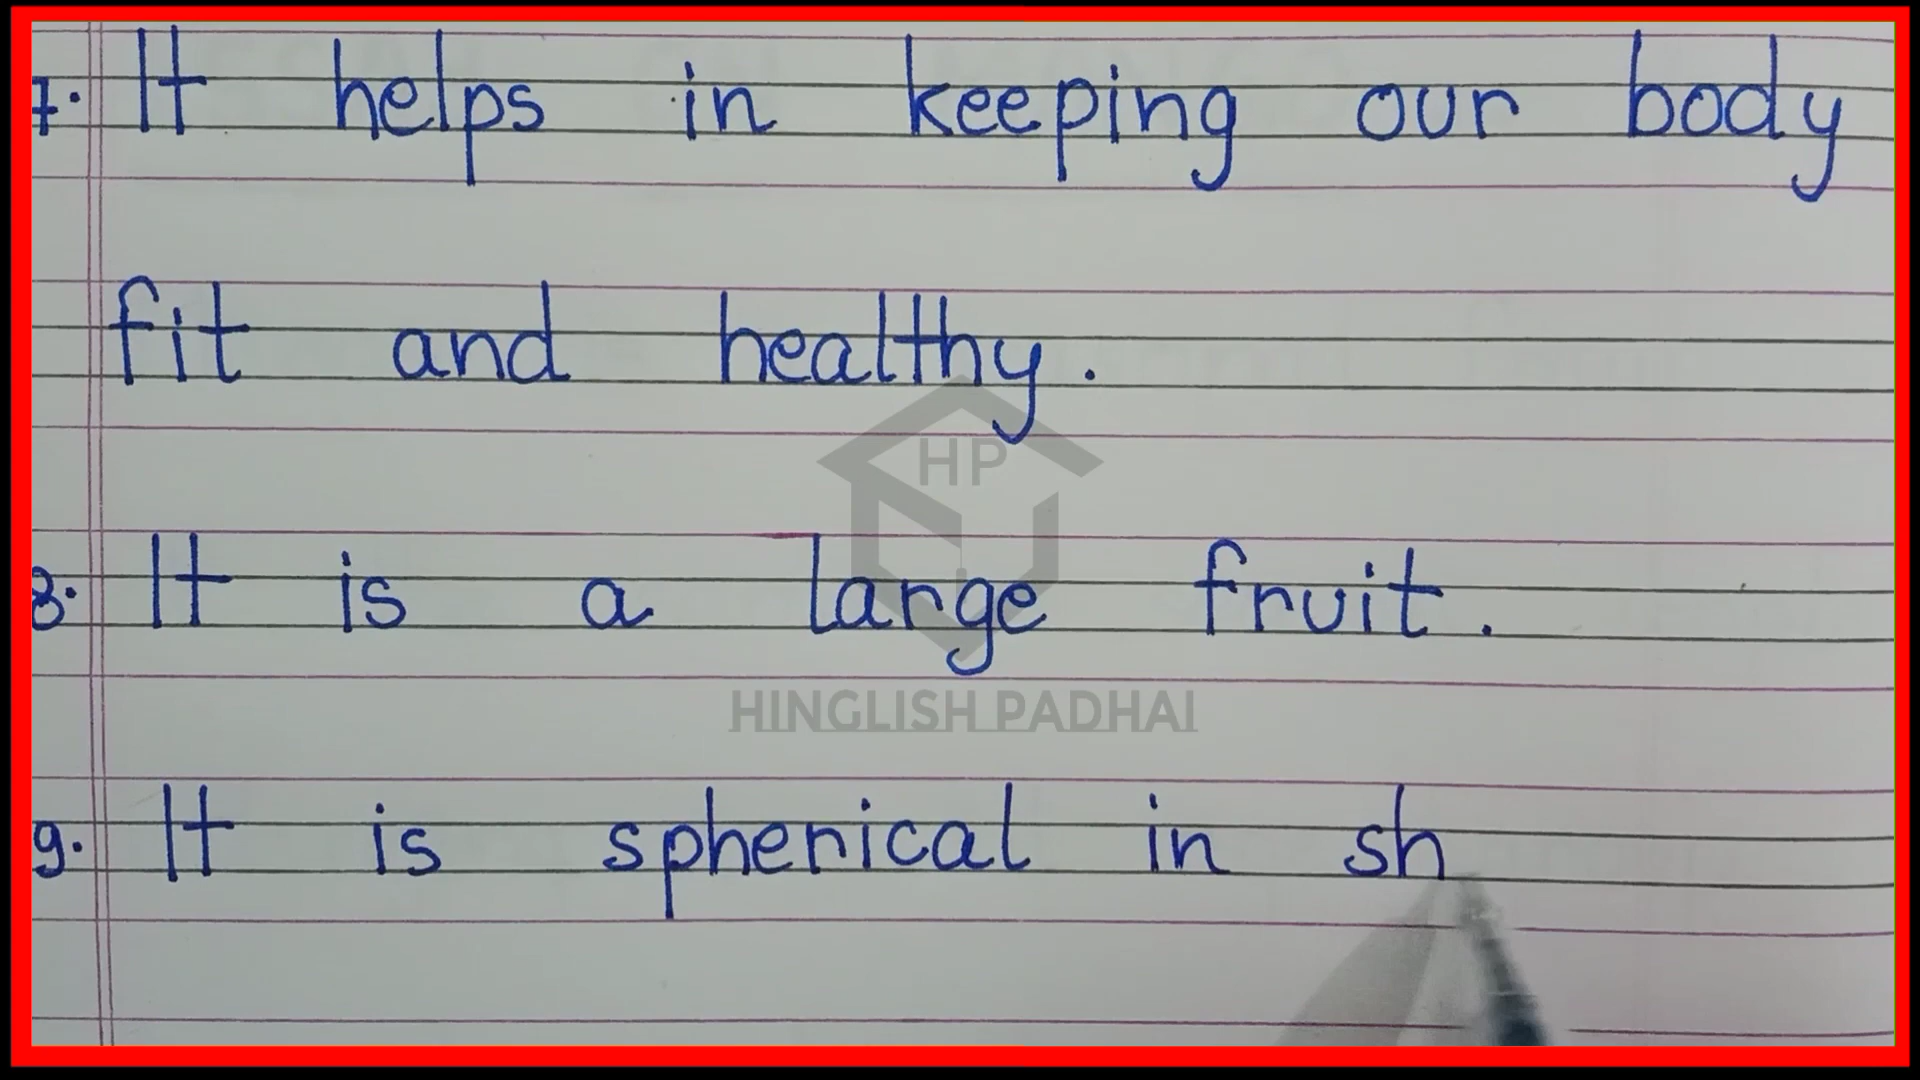 7. It helps in keeping our body
fit and healthy.
HP
8. It is a large fruit.
HINGLISH PADHAI
9. It is spherical in sh